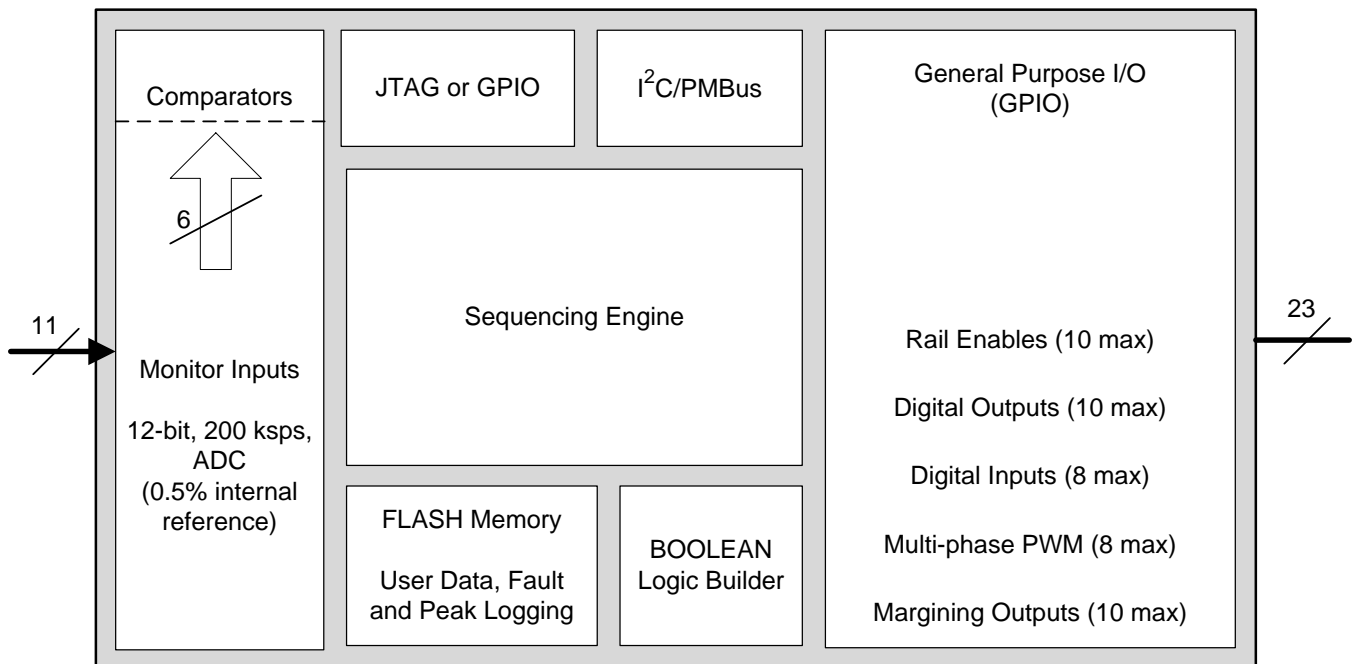 Comparators
6
11
Monitor Inputs
12-bit, 200 ksps,
ADC
(0.5% internal
reference)
JTAG or GPIO
I²C/PMBus
Sequencing Engine
FLASH Memory
User Data, Fault
and Peak Logging
BOOLEAN
Logic Builder
General Purpose I/O
(GPIO)
Rail Enables (10 max)
Digital Outputs (10 max)
Digital Inputs (8 max)
Multi-phase PWM (8 max)
Margining Outputs (10 max)
23